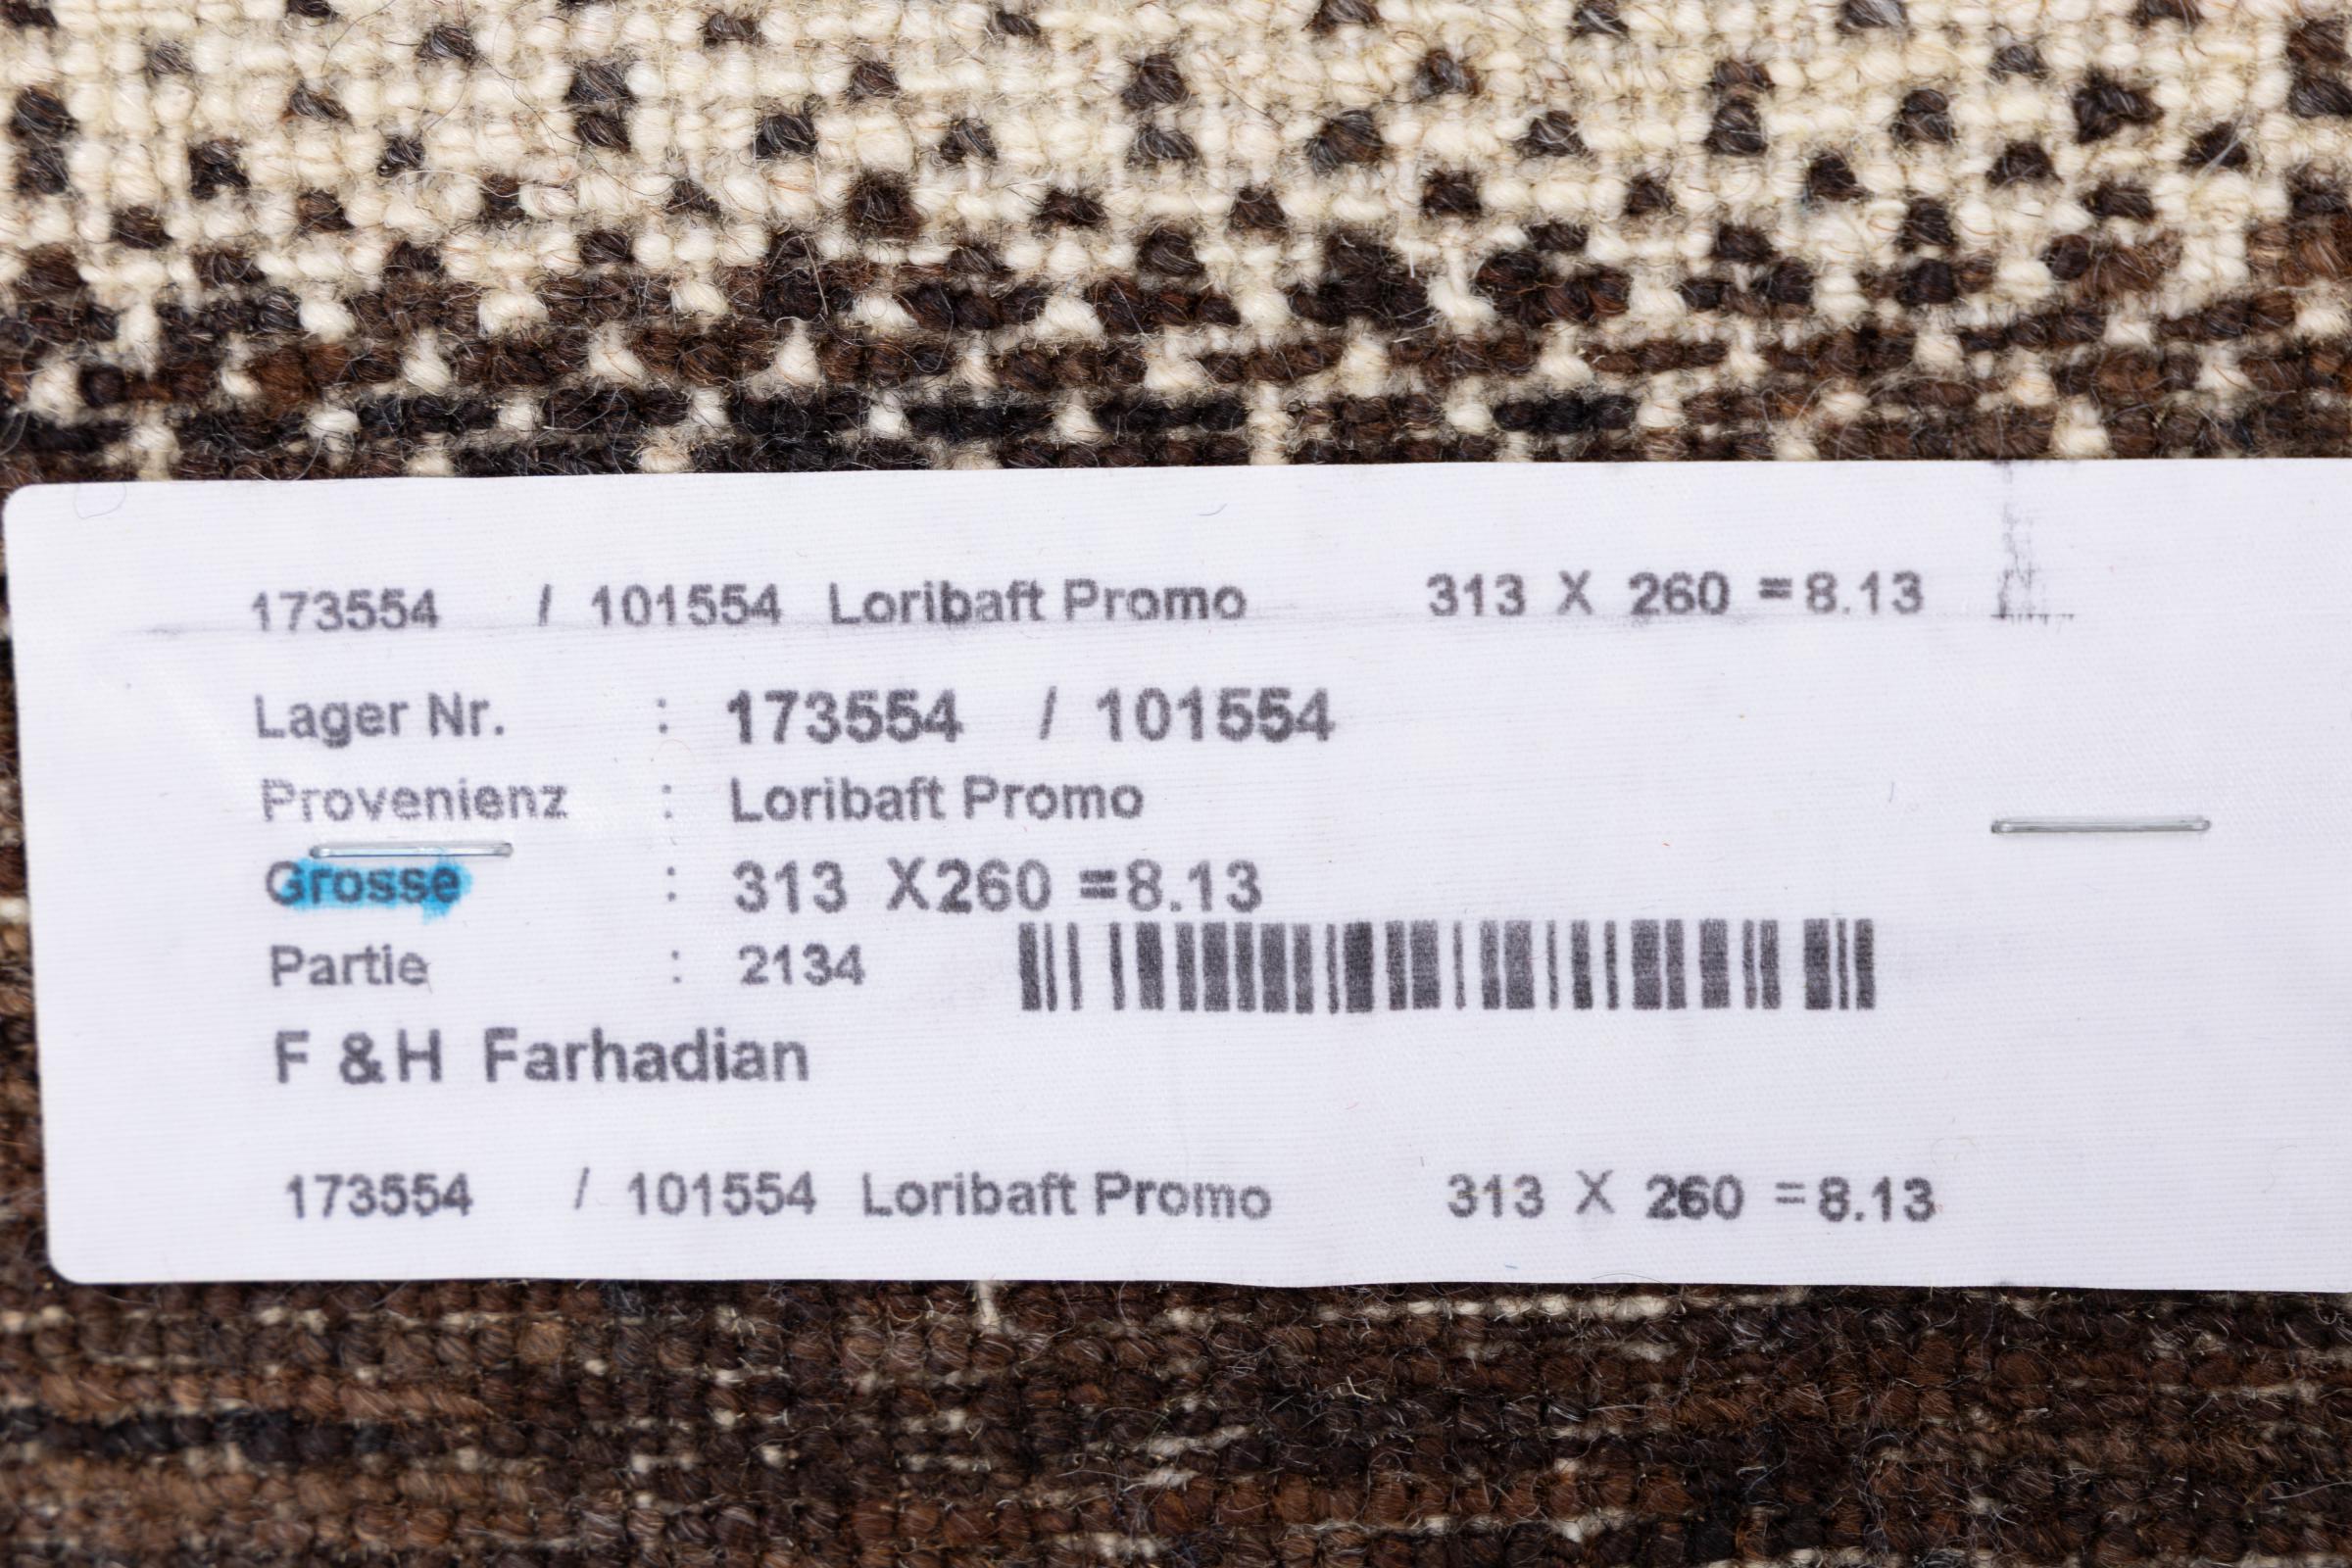 173554 / 101554 Loribaft Promo 313 X 260 =8.13
Lager Nr. : 173554 / 101554
Provenienz : Loribaft Promo
Grosse : 313 X260 =8.13
Partie : 2134
F &H Farhadian
173554 / 101554 Loribaft Promo 313 X 260 =8.13